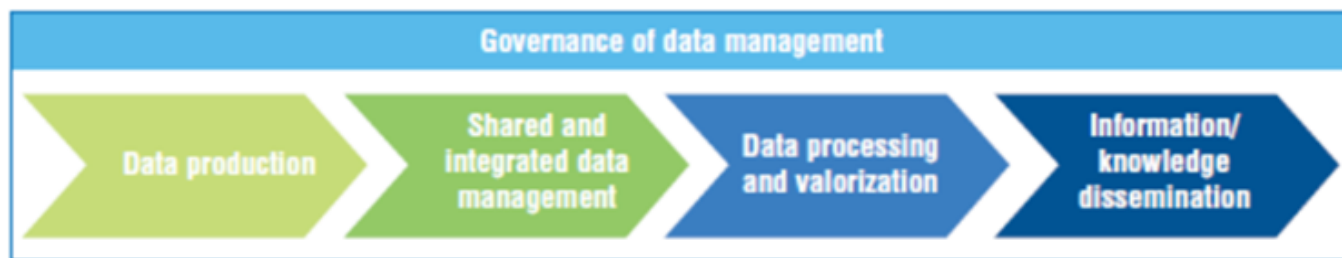 Governance of data management
Data production
Shared and
integrated data
management
Data processing
and valorization
Information/
knowledge
dissemination